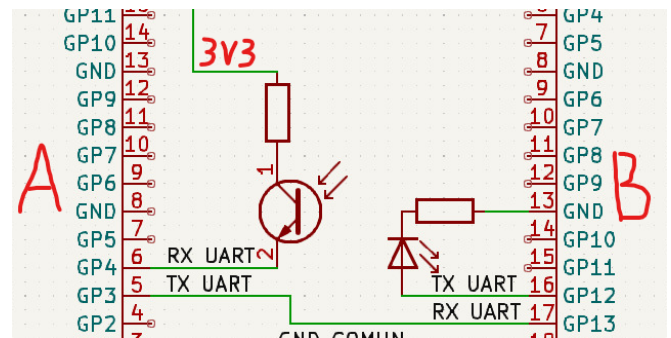 GP11
GP10 14
GND 13
GP9 12
GP8 11
GP7 10
GP6 9
GND 8
GP5 7
GP4 6
GP3 5
GP2 4
3
A
3V3
1
2
RX UART
TX UART
TX UART
RX UART
GND COMUN
GP4
7 GP5
8 GND
9 GP6
10 GP7
11 GP8
12 GP9
13 GND
14 GP10
15 GP11
16 GP12
17 GP13
B